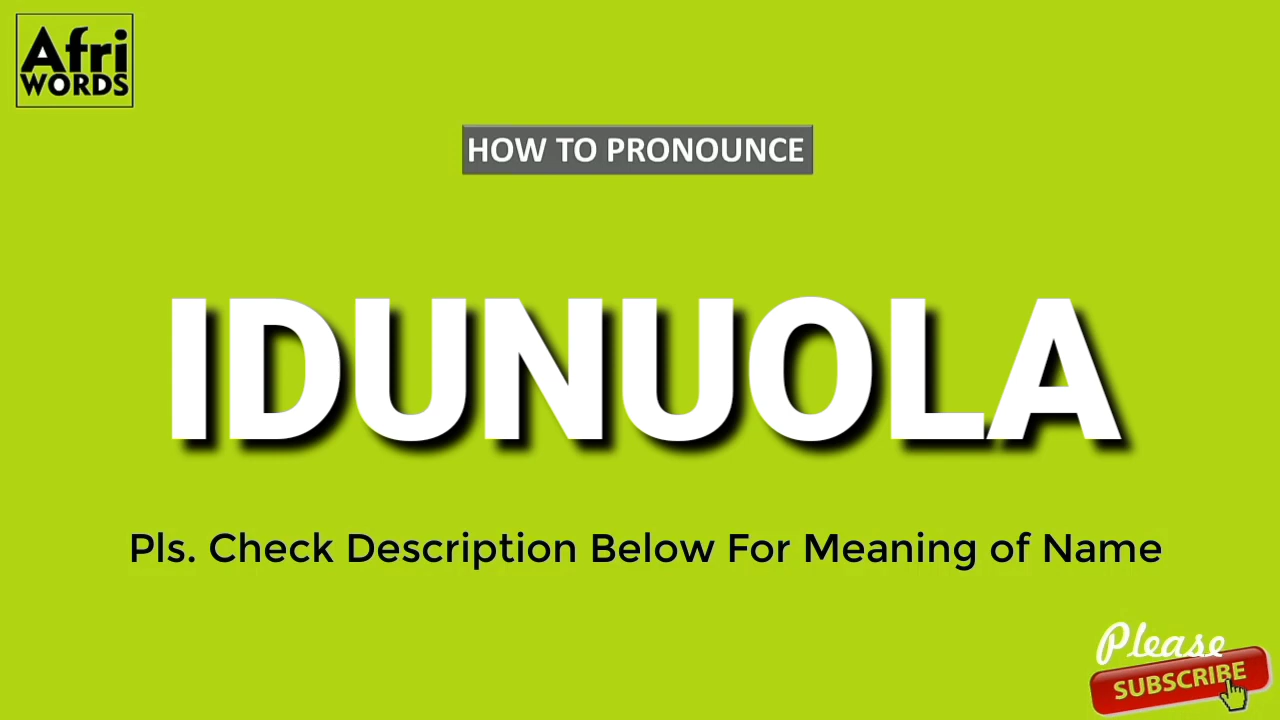 Afri
WORDS
HOW TO PRONOUNCE
IDUNUOLA
Pls. Check Description Below For Meaning of Name
Please
SUBSCRIBE